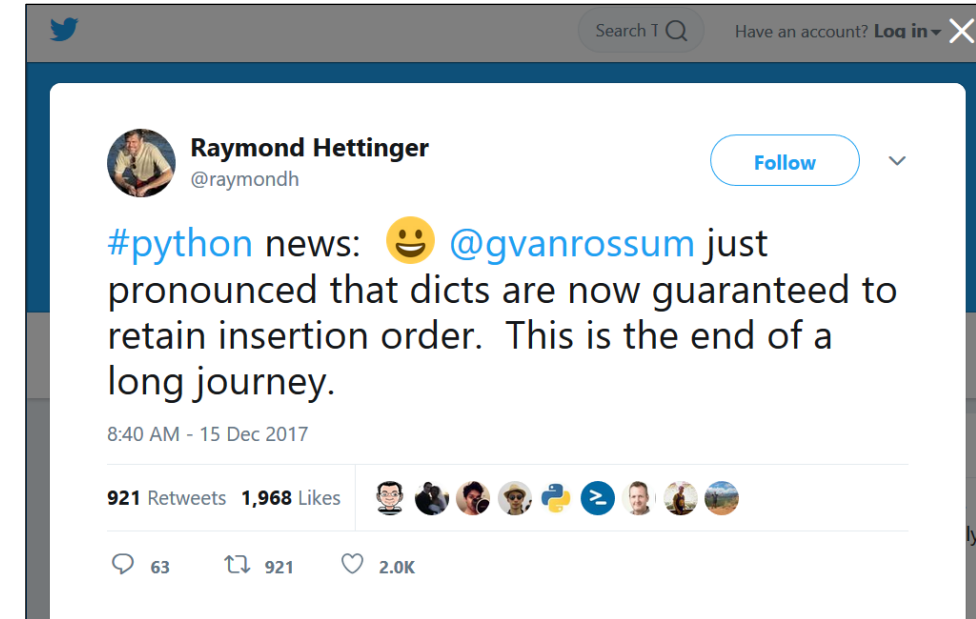 Search T
Have an account? Log in
Raymond Hettinger
@raymondh
Follow
#python news: 😀 @gvanrossum just
pronounced that dicts are now guaranteed to
retain insertion order.  This is the end of a
long journey.
8:40 AM - 15 Dec 2017
921 Retweets 1,968 Likes
63 921 2.0K
ly